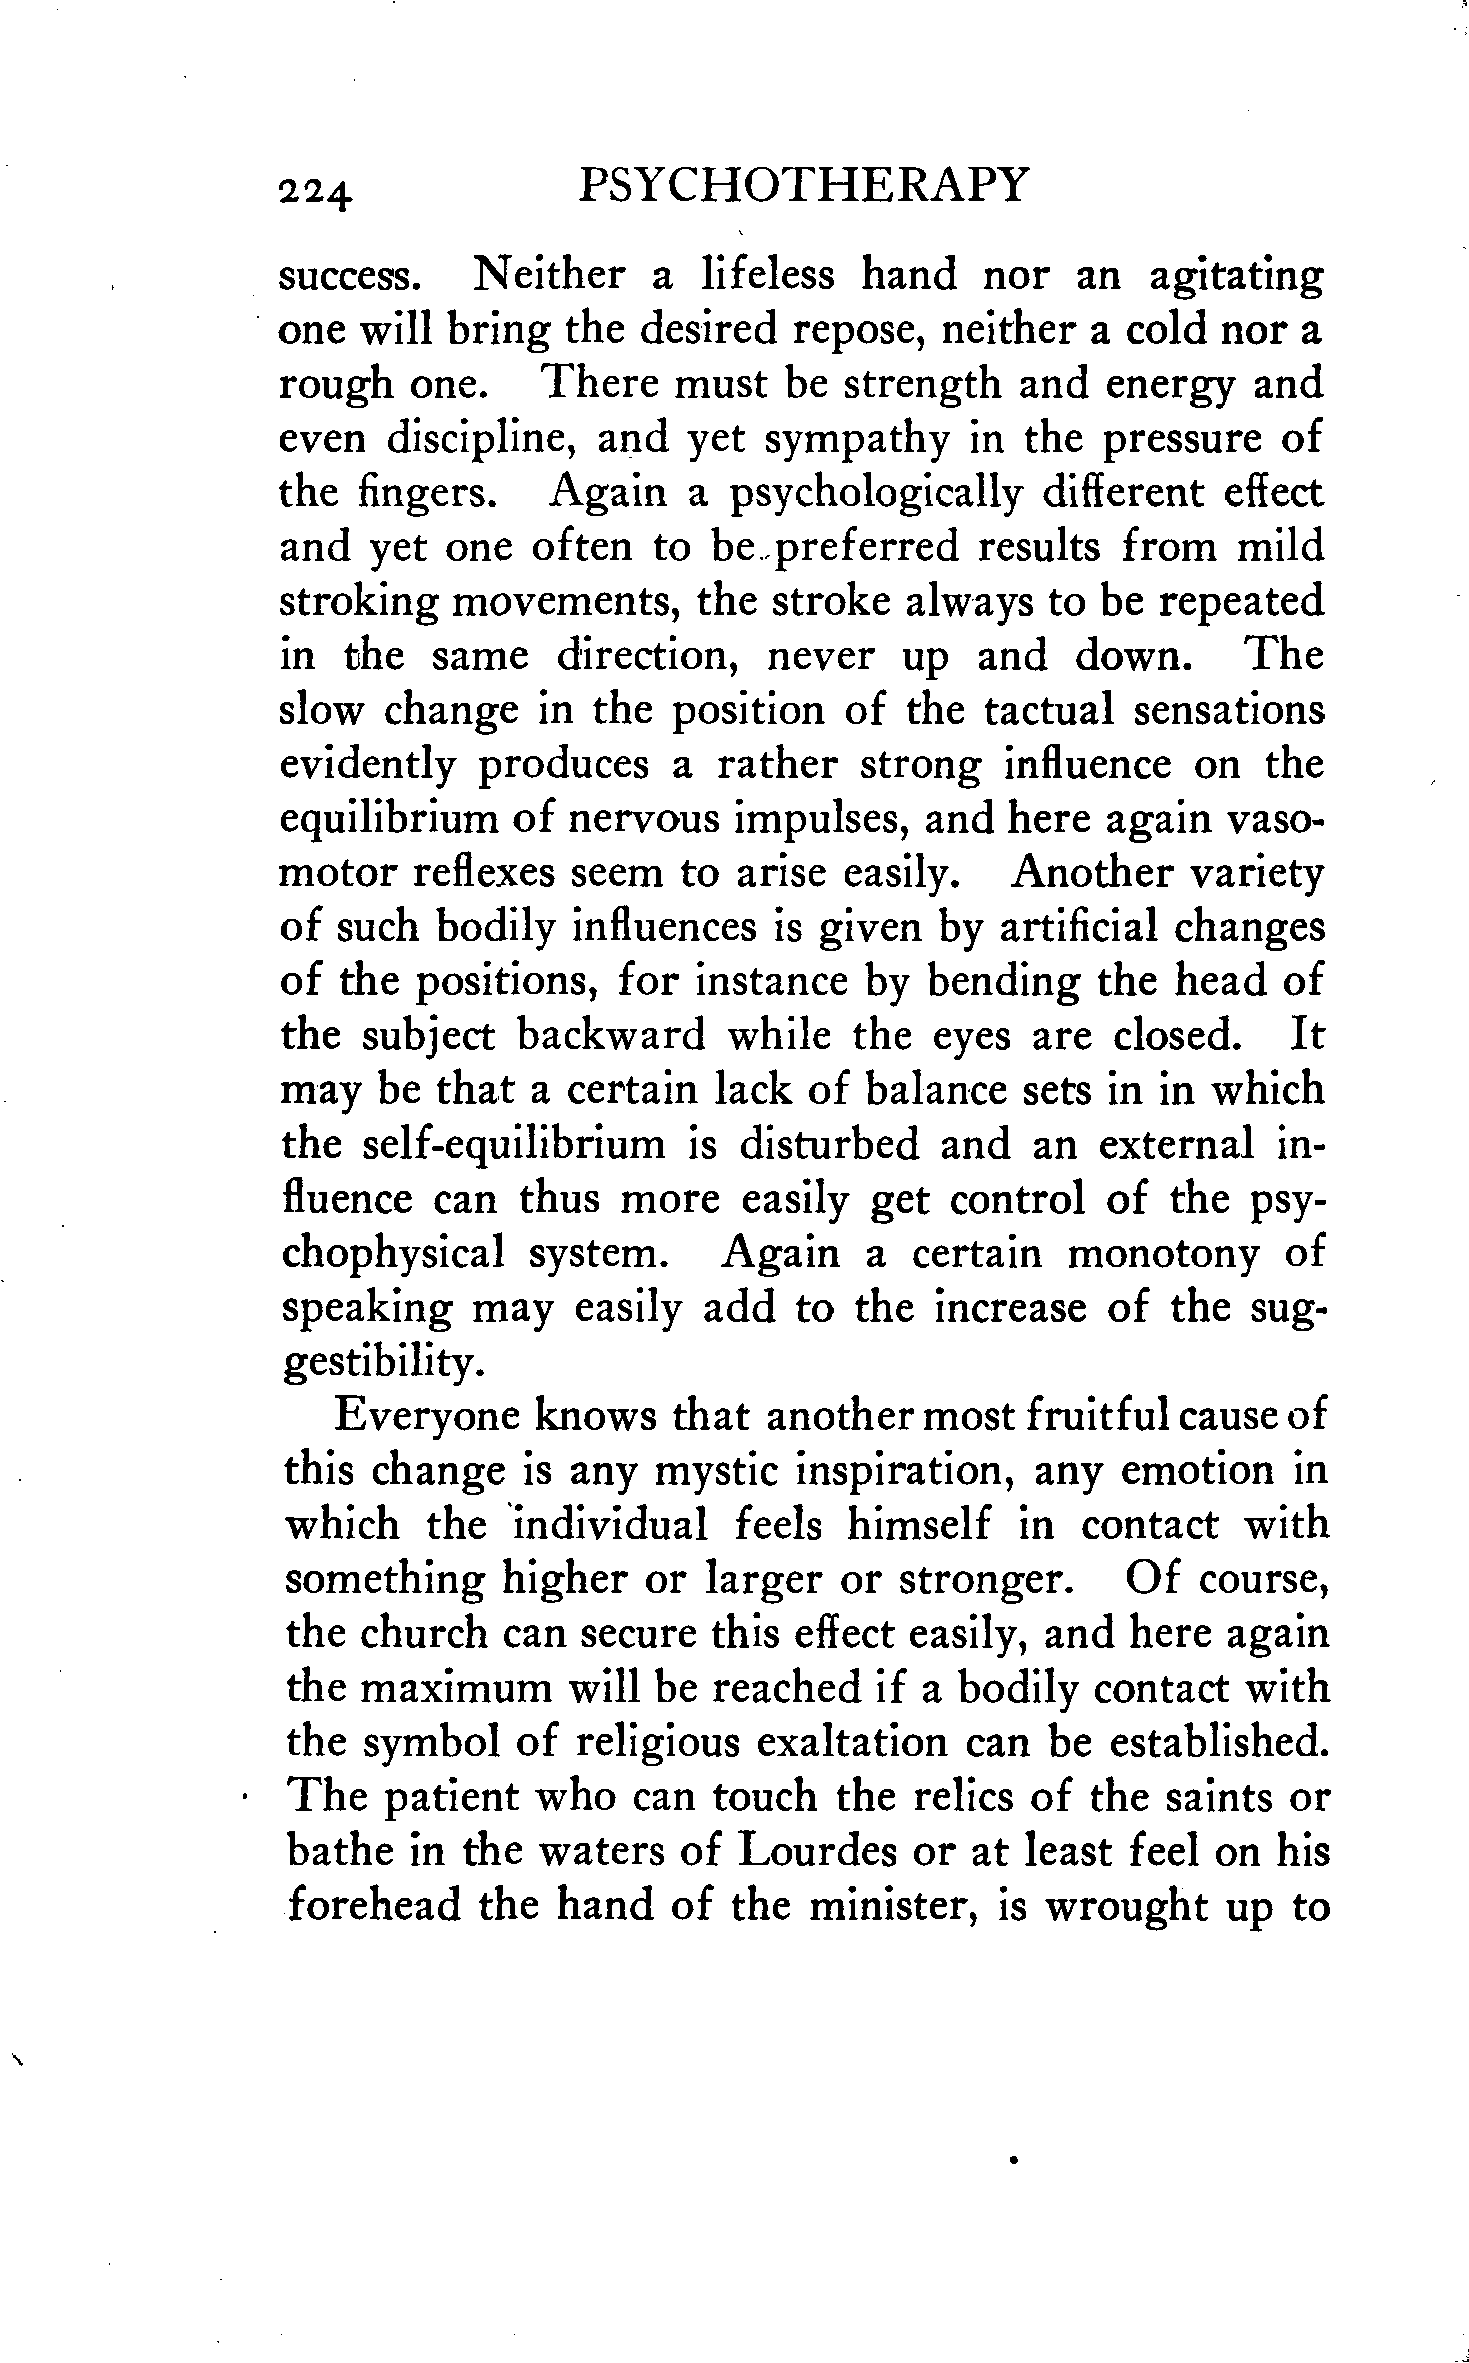 224 PSYCHOTHERAPY
success. Neither a lifeless hand nor an agitating
one will bring the desired repose, neither a cold nor a
rough one. There must be strength and energy and
even discipline, and yet sympathy in the pressure of
the fingers. Again a psychologically different effect
and yet one often to be preferred results from mild
stroking movements, the stroke always to be repeated
in the same direction, never up and down. The
slow change in the position of the tactual sensations
evidently produces a rather strong influence on the
equilibrium of nervous impulses, and here again vaso-
motor reflexes seem to arise easily. Another variety
of such bodily influences is given by artificial changes
of the positions, for instance by bending the head of
the subject backward while the eyes are closed. It
may be that a certain lack of balance sets in in which
the self-equilibrium is disturbed and an external in-
fluence can thus more easily get control of the psy-
chophysical system. Again a certain monotony of
speaking may easily add to the increase of the sug-
gestibility.
Everyone knows that another most fruitful cause of
this change is any mystic inspiration, any emotion in
which the individual feels himself in contact with
something higher or larger or stronger. Of course,
the church can secure this effect easily, and here again
the maximum will be reached if a bodily contact with
the symbol of religious exaltation can be established.
The patient who can touch the relics of the saints or
bathe in the waters of Lourdes or at least feel on his
forehead the hand of the minister, is wrought up to